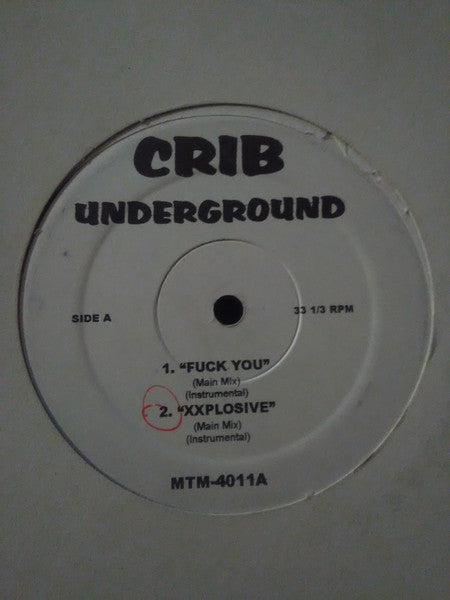 CRIB
UNDERGROUND
SIDE A
33 1/3 RPM
1. "FUCK YOU"
(Main Mix)
(Instrumental)
2. "XXPLOSIVE"
(Main Mix)
(Instrumental)
MTM-4011A